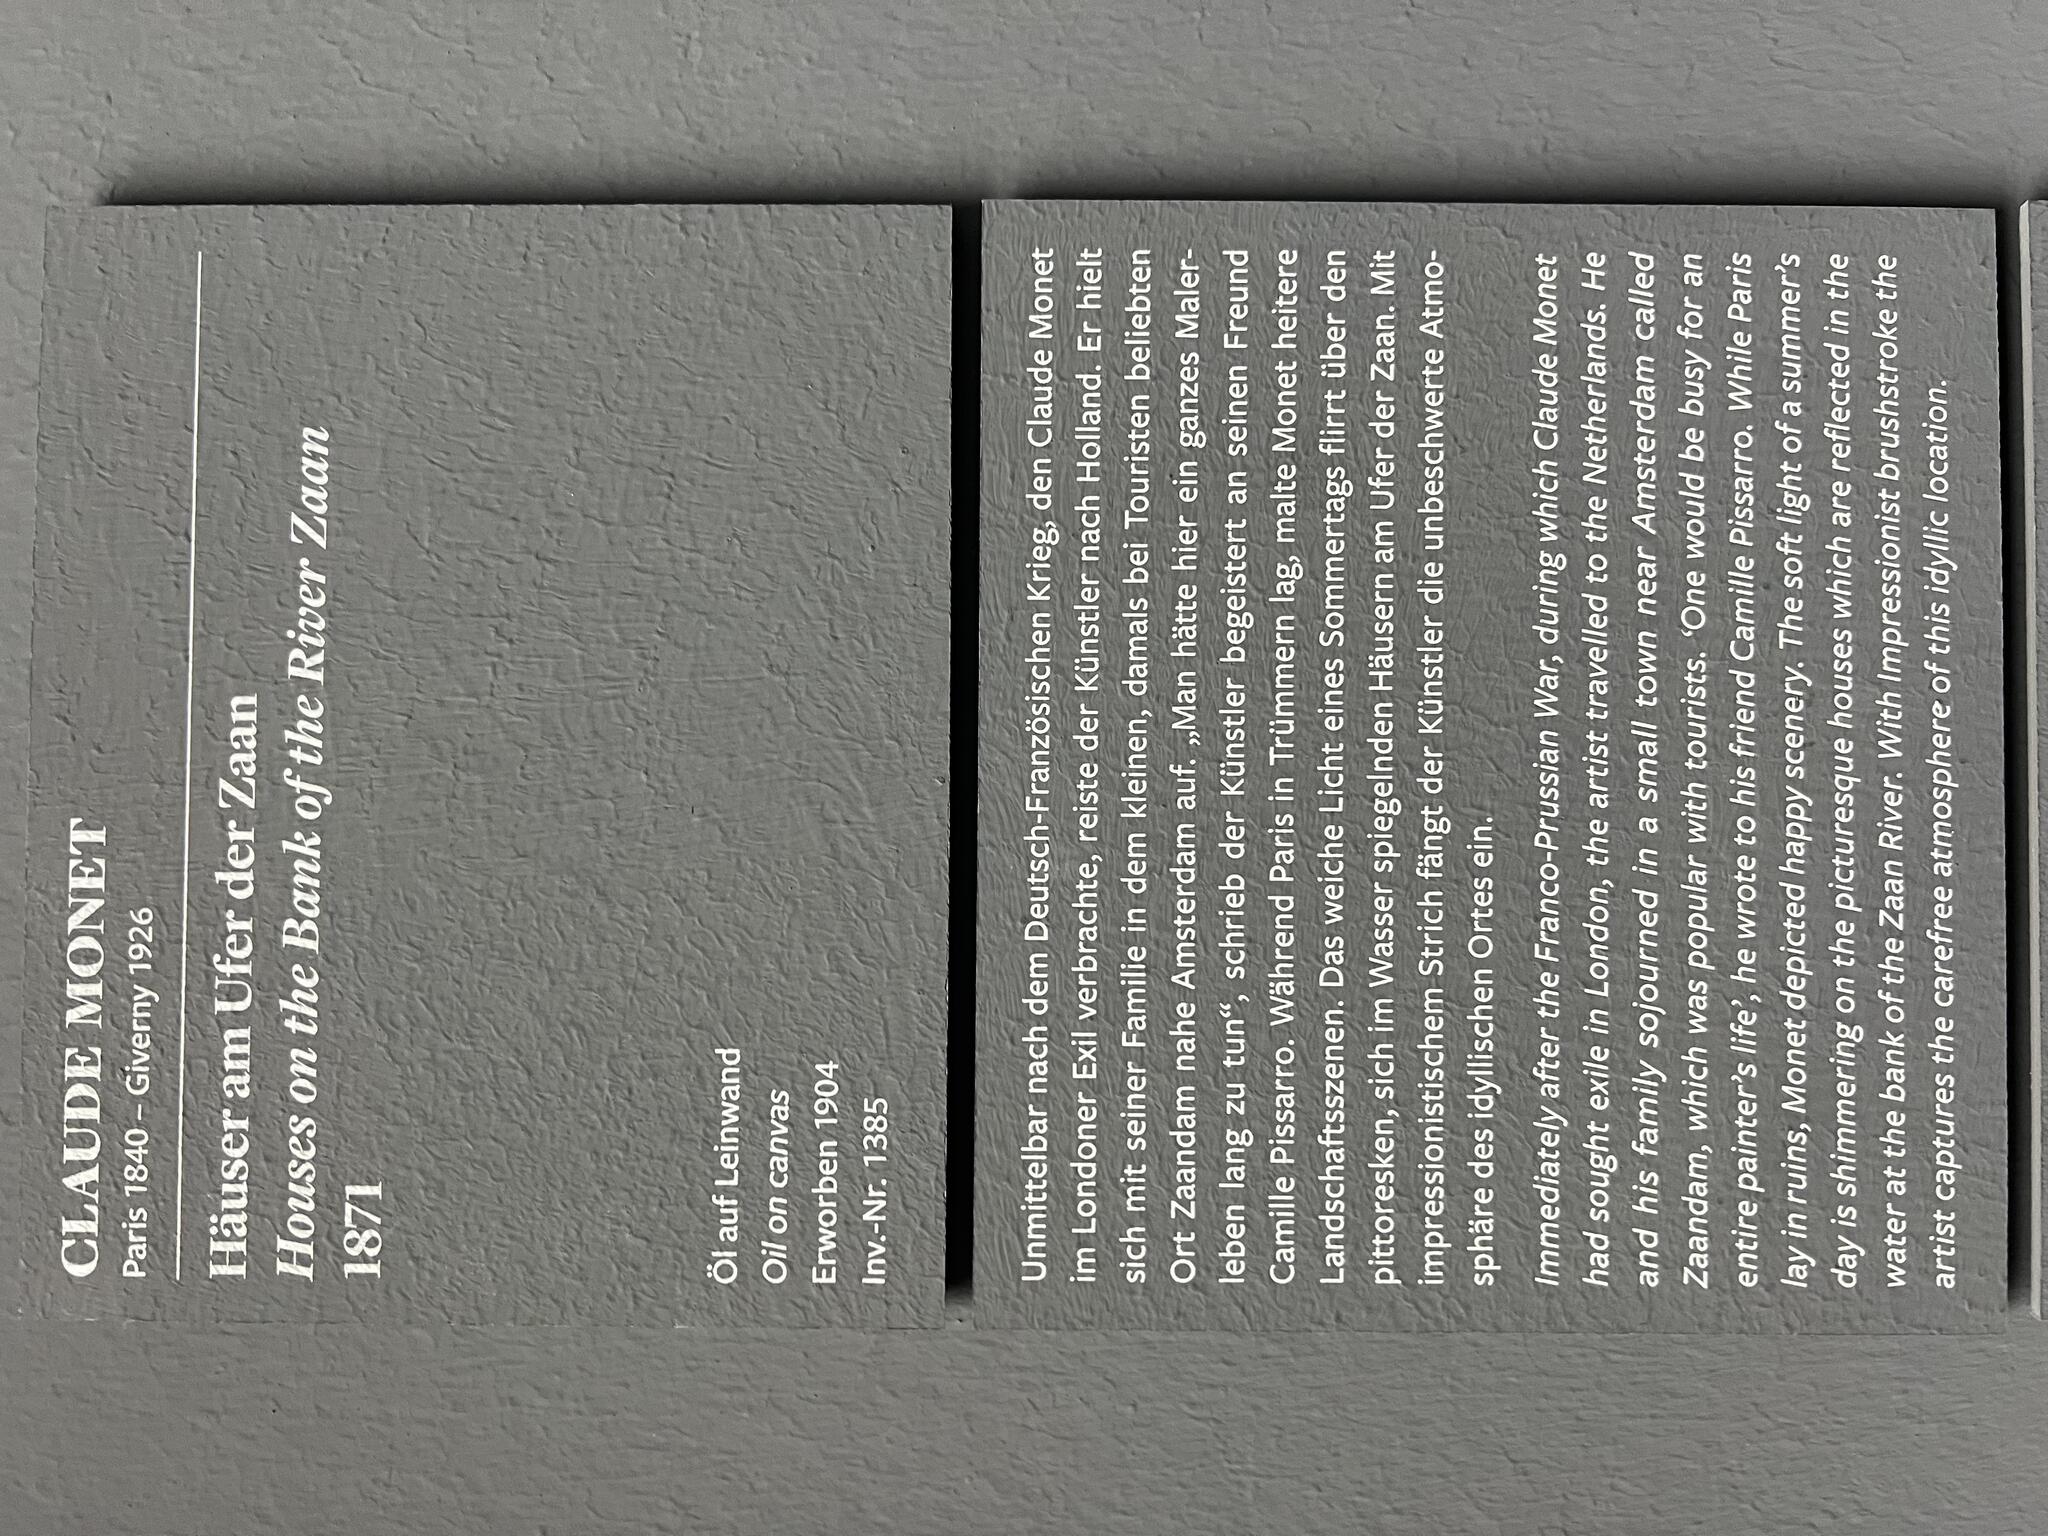 CLAUDE MONET
Paris 1840 – Giverny 1926
Häuser am Ufer der Zaan
Houses on the Bank of the River Zaan
1871
Öl auf Leinwand
Oil on canvas
Erworben 1904
Inv.-Nr. 1385
Unmittelbar nach dem Deutsch-Französischen Krieg, den Claude Monet
im Londoner Exil verbrachte, reiste der Künstler nach Holland. Er hielt
sich mit seiner Familie in dem kleinen, damals bei Touristen beliebten
Ort Zaandam nahe Amsterdam auf. „Man hätte hier ein ganzes Maler-
leben lang zu tun“, schrieb der Künstler begeistert an seinen Freund
Camille Pissarro. Während Paris in Trümmern lag, malte Monet heitere
Landschaftsszenen. Das weiche Licht eines Sommertags flirrt über den
pittoresken, sich im Wasser spiegelnden Häusern am Ufer der Zaan. Mit
impressionistischem Strich fängt der Künstler die unbeschwerte Atmo-
sphäre des idyllischen Ortes ein.
Immediately after the Franco-Prussian War, during which Claude Monet
had sought exile in London, the artist travelled to the Netherlands. He
and his family sojourned in a small town near Amsterdam called
Zaandam, which was popular with tourists. ‘One would be busy for an
entire painter’s life’, he wrote to his friend Camille Pissarro. While Paris
lay in ruins, Monet depicted happy scenery. The soft light of a summer’s
day is shimmering on the picturesque houses which are reflected in the
water at the bank of the Zaan River. With Impressionist brushstroke the
artist captures the carefree atmosphere of this idyllic location.